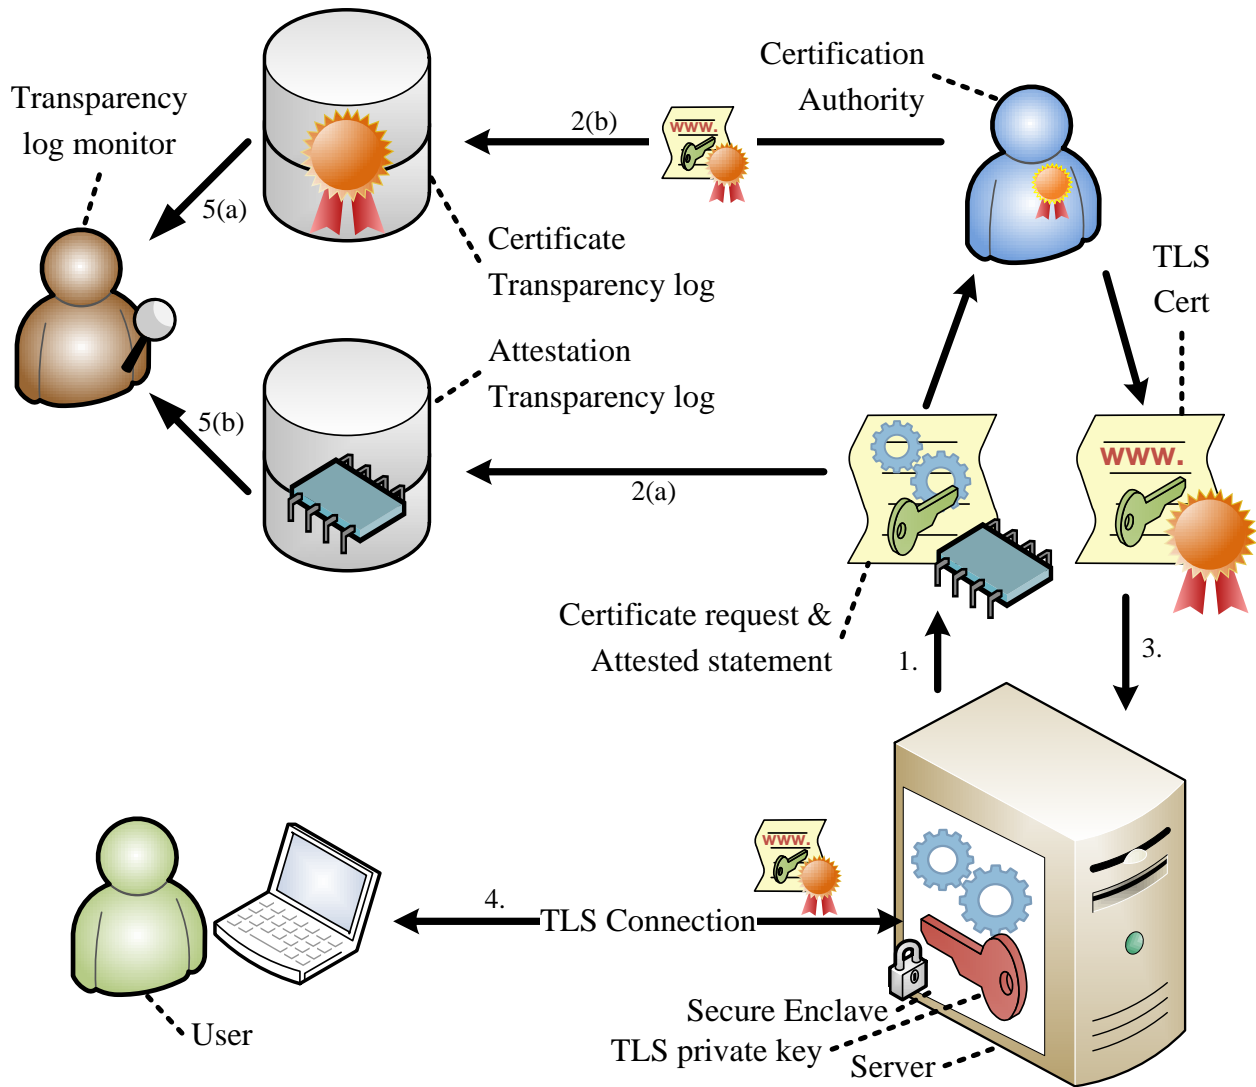 Certification
Authority
Transparency
log monitor
2(b)
www.
5(a)
Certificate
Transparency log
TLS
Cert
Attestation
Transparency log
5(b)
2(a)
www.
Certificate request &
Attested statement
1.
3.
www.
4.
TLS Connection
Secure Enclave
TLS private key
Server
User